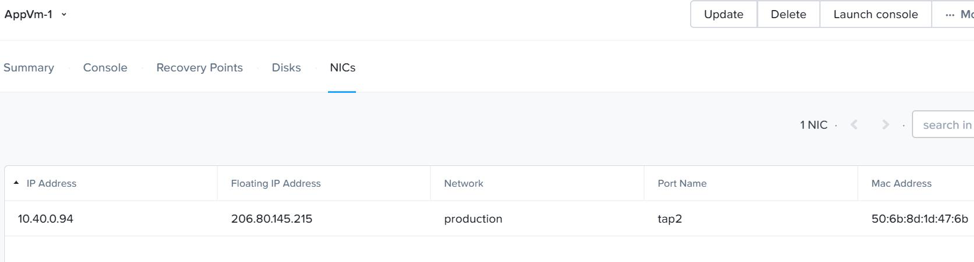 AppVm-1
Update Delete Launch console ... Mo
Summary Console Recovery Points Disks NICs
1 NIC search in
IP Address Floating IP Address Network Port Name Mac Address
10.40.0.94 206.80.145.215 production tap2 50:6b:8d:1d:47:6b